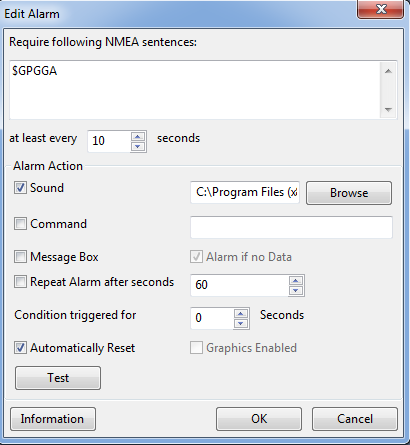 Edit Alarm
Require following NMEA sentences:
$GPGGA
at least every 10 seconds
Alarm Action
Sound C:\Program Files (x Browse
Command
Message Box Alarm if no Data
Repeat Alarm after seconds 60
Condition triggered for 0 Seconds
Automatically Reset Graphics Enabled
Test
Information OK Cancel